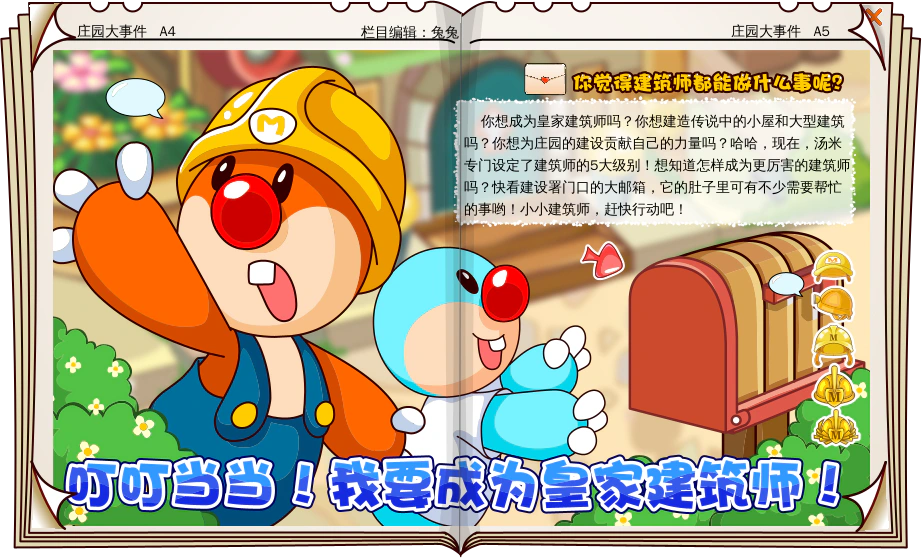 庄园大事件 A4
栏目编辑：兔兔
庄园大事件 A5
你觉得建筑师都能做什么事呢?
你想成为皇家建筑师吗？你想建造传说中的小屋和大型建筑
吗？你想为庄园的建设贡献自己的力量吗？哈哈，现在，汤米
专门设定了建筑师的5大级别！想知道怎样成为更厉害的建筑师
吗？快看建设署门口的大邮箱，它的肚子里可有不少需要帮忙
的事哟！小小建筑师，赶快行动吧！
M
M
M
M
M
叮叮当当！我要成为皇家建筑师！